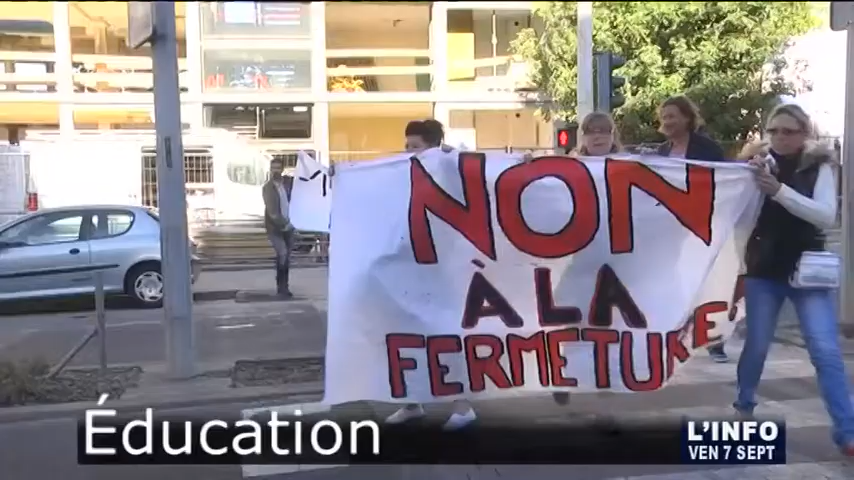 NON
À LA
FERMETURE
Éducation
L'INFO
VEN 7 SEPT